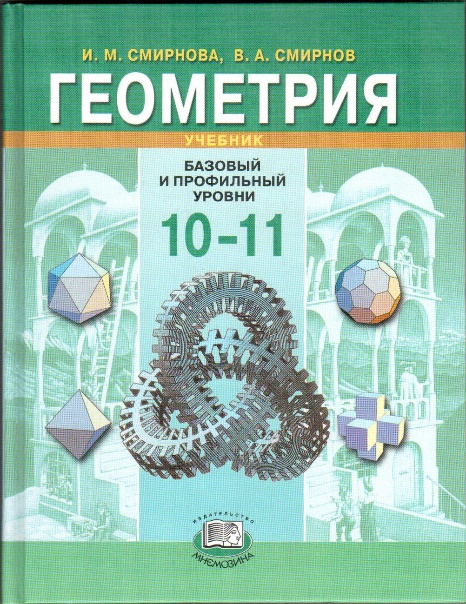 И. М. СМИРНОВА, В. А. СМИРНОВ
ГЕОМЕТРИЯ
УЧЕБНИК
БАЗОВЫЙ
И ПРОФИЛЬНЫЙ
УРОВНИ
10–11
ИЗДАТЕЛЬСТВО
МНЕМОЗИНА